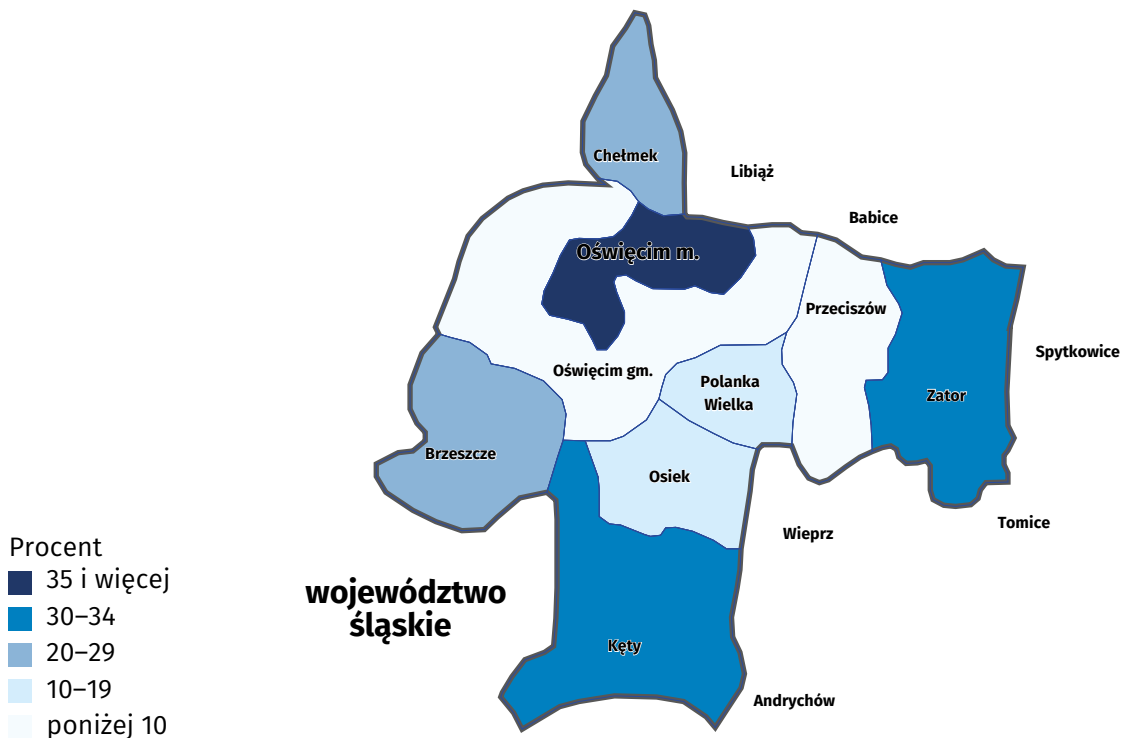 Chełmek
Libiąż
Babice
Oświęcim m.
Przeciszów
Spytkowice
Oświęcim gm.
Polanka
Wielka
Zator
Brzeszcze
Osiek
Wieprz
Tomice
województwo
śląskie
Kęty
Andrychów
Procent
35 i więcej
30–34
20–29
10–19
poniżej 10